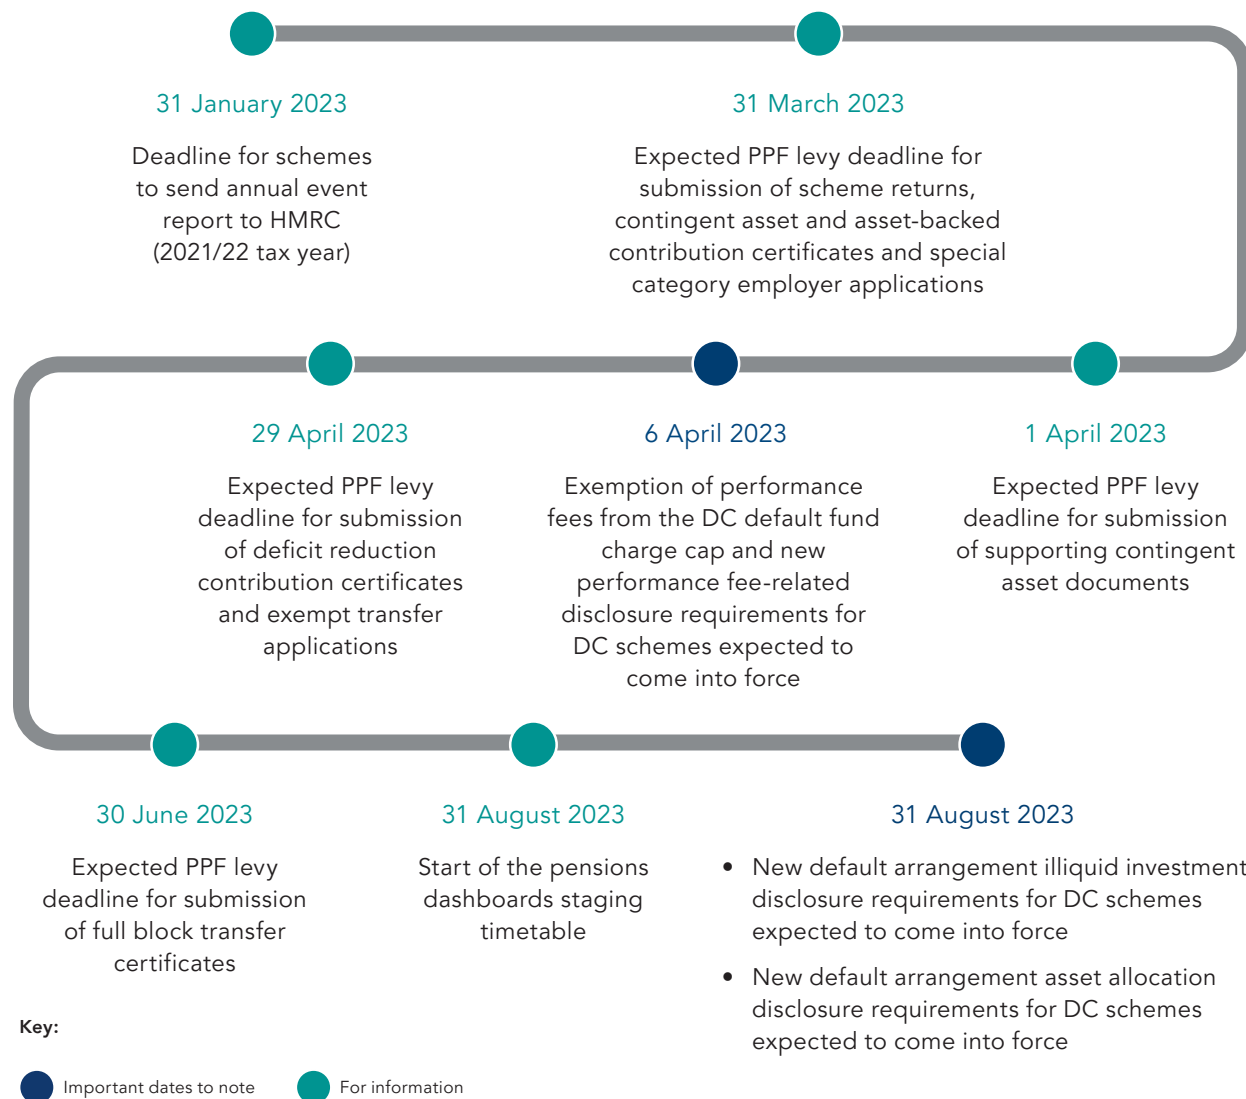 31 January 2023
Deadline for schemes
to send annual event
report to HMRC
(2021/22 tax year)
31 March 2023
Expected PPF levy deadline for
submission of scheme returns,
contingent asset and asset-backed
contribution certificates and special
category employer applications
29 April 2023
Expected PPF levy
deadline for submission
of deficit reduction
contribution certificates
and exempt transfer
applications
6 April 2023
Exemption of performance
fees from the DC default fund
charge cap and new
performance fee-related
disclosure requirements for
DC schemes expected to
come into force
1 April 2023
Expected PPF levy
deadline for submission
of supporting contingent
asset documents
30 June 2023
Expected PPF levy
deadline for submission
of full block transfer
certificates
31 August 2023
Start of the pensions
dashboards staging
timetable
31 August 2023
• New default arrangement illiquid investment
disclosure requirements for DC schemes
expected to come into force
• New default arrangement asset allocation
disclosure requirements for DC schemes
expected to come into force
Key:
Important dates to note
For information